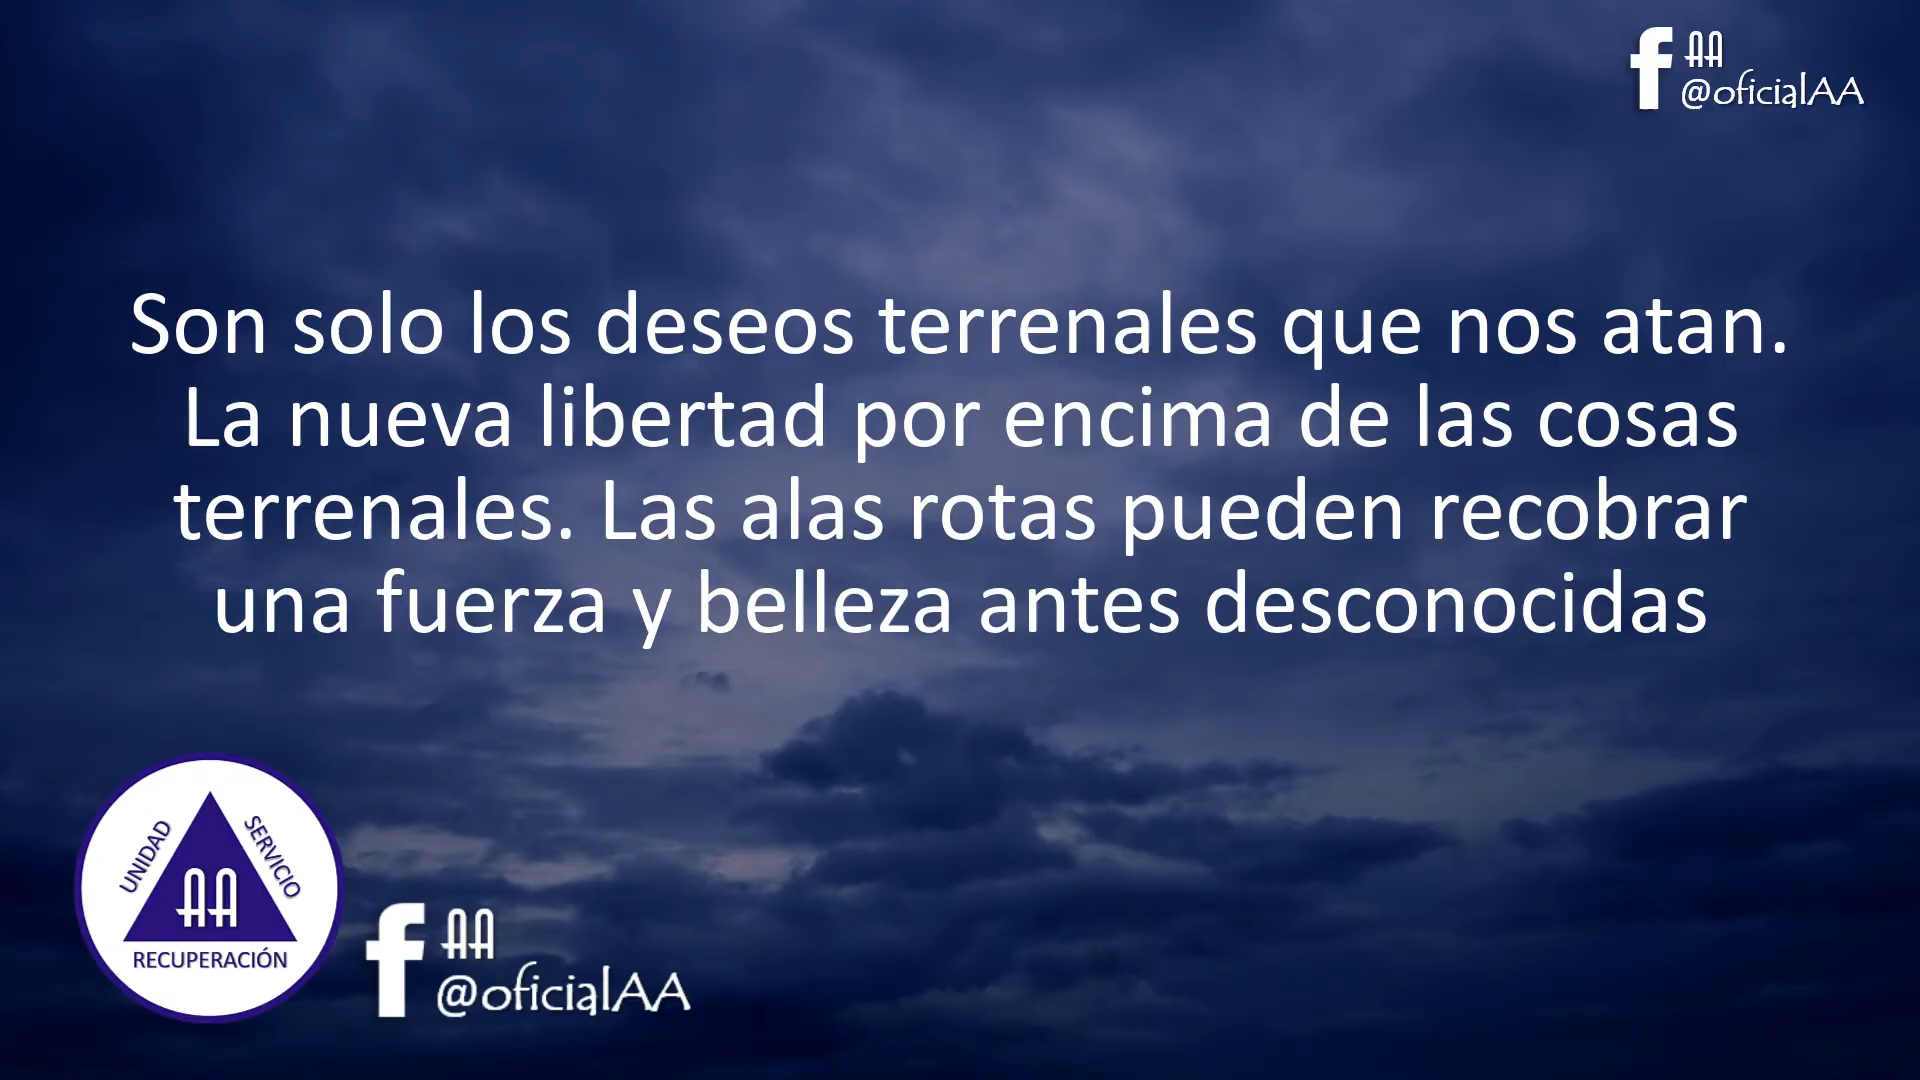 AA
@oficialAA
Son solo los deseos terrenales que nos atan.
La nueva libertad por encima de las cosas
terrenales. Las alas rotas pueden recobrar
una fuerza y belleza antes desconocidas
UNIDAD
SERVICIO
AA
RECUPERACIÓN
AA
@oficialAA